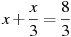 x + x/3 = 8/3